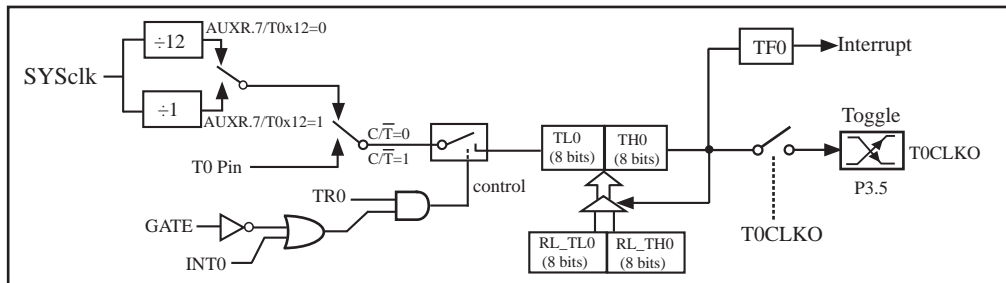 AUXR.7/T0x12=0
÷12
SYSclk
÷1
AUXR.7/T0x12=1
T0 Pin
C/T̅=0
C/T̅=1
TR0
control
GATE
INT0
TL0
(8 bits)
TH0
(8 bits)
RL_TL0
(8 bits)
RL_TH0
(8 bits)
TF0
Interrupt
Toggle
T0CLKO
P3.5
T0CLKO